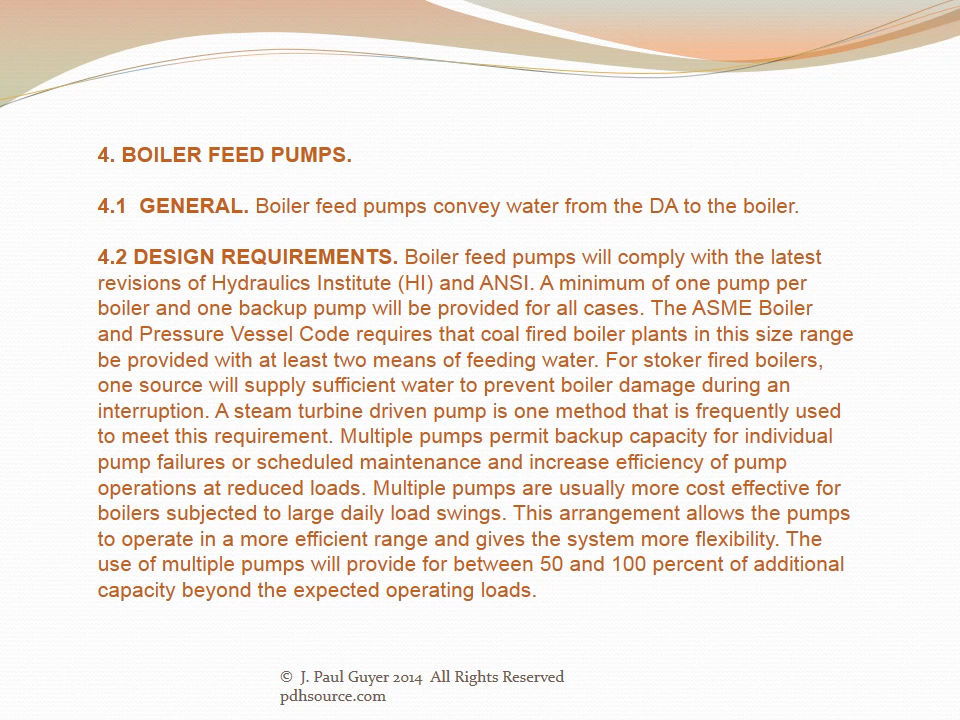 4. BOILER FEED PUMPS.
4.1  GENERAL. Boiler feed pumps convey water from the DA to the boiler.
4.2 DESIGN REQUIREMENTS. Boiler feed pumps will comply with the latest
revisions of Hydraulics Institute (HI) and ANSI. A minimum of one pump per
boiler and one backup pump will be provided for all cases. The ASME Boiler
and Pressure Vessel Code requires that coal fired boiler plants in this size range
be provided with at least two means of feeding water. For stoker fired boilers,
one source will supply sufficient water to prevent boiler damage during an
interruption. A steam turbine driven pump is one method that is frequently used
to meet this requirement. Multiple pumps permit backup capacity for individual
pump failures or scheduled maintenance and increase efficiency of pump
operations at reduced loads. Multiple pumps are usually more cost effective for
boilers subjected to large daily load swings. This arrangement allows the pumps
to operate in a more efficient range and gives the system more flexibility. The
use of multiple pumps will provide for between 50 and 100 percent of additional
capacity beyond the expected operating loads.
© J. Paul Guyer 2014  All Rights Reserved
pdhsource.com